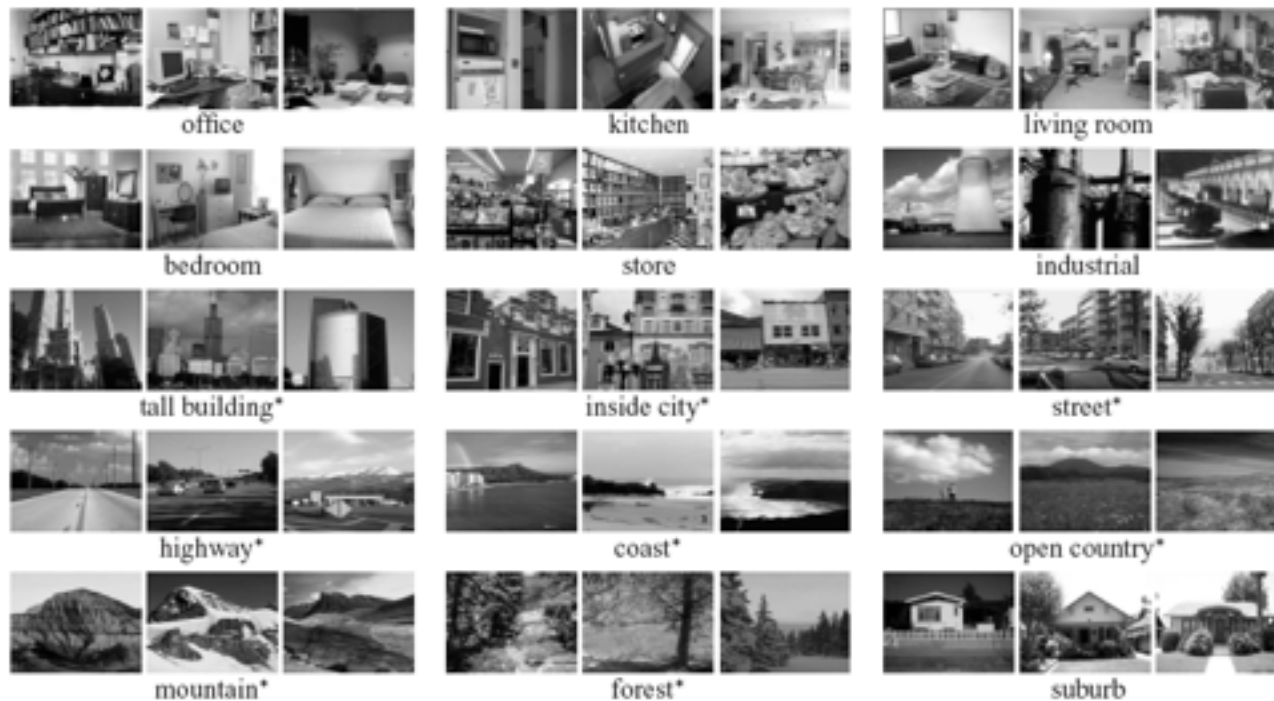 office
kitchen
living room
bedroom
store
industrial
tall building*
inside city*
street*
highway*
coast*
open country*
mountain*
forest*
suburb